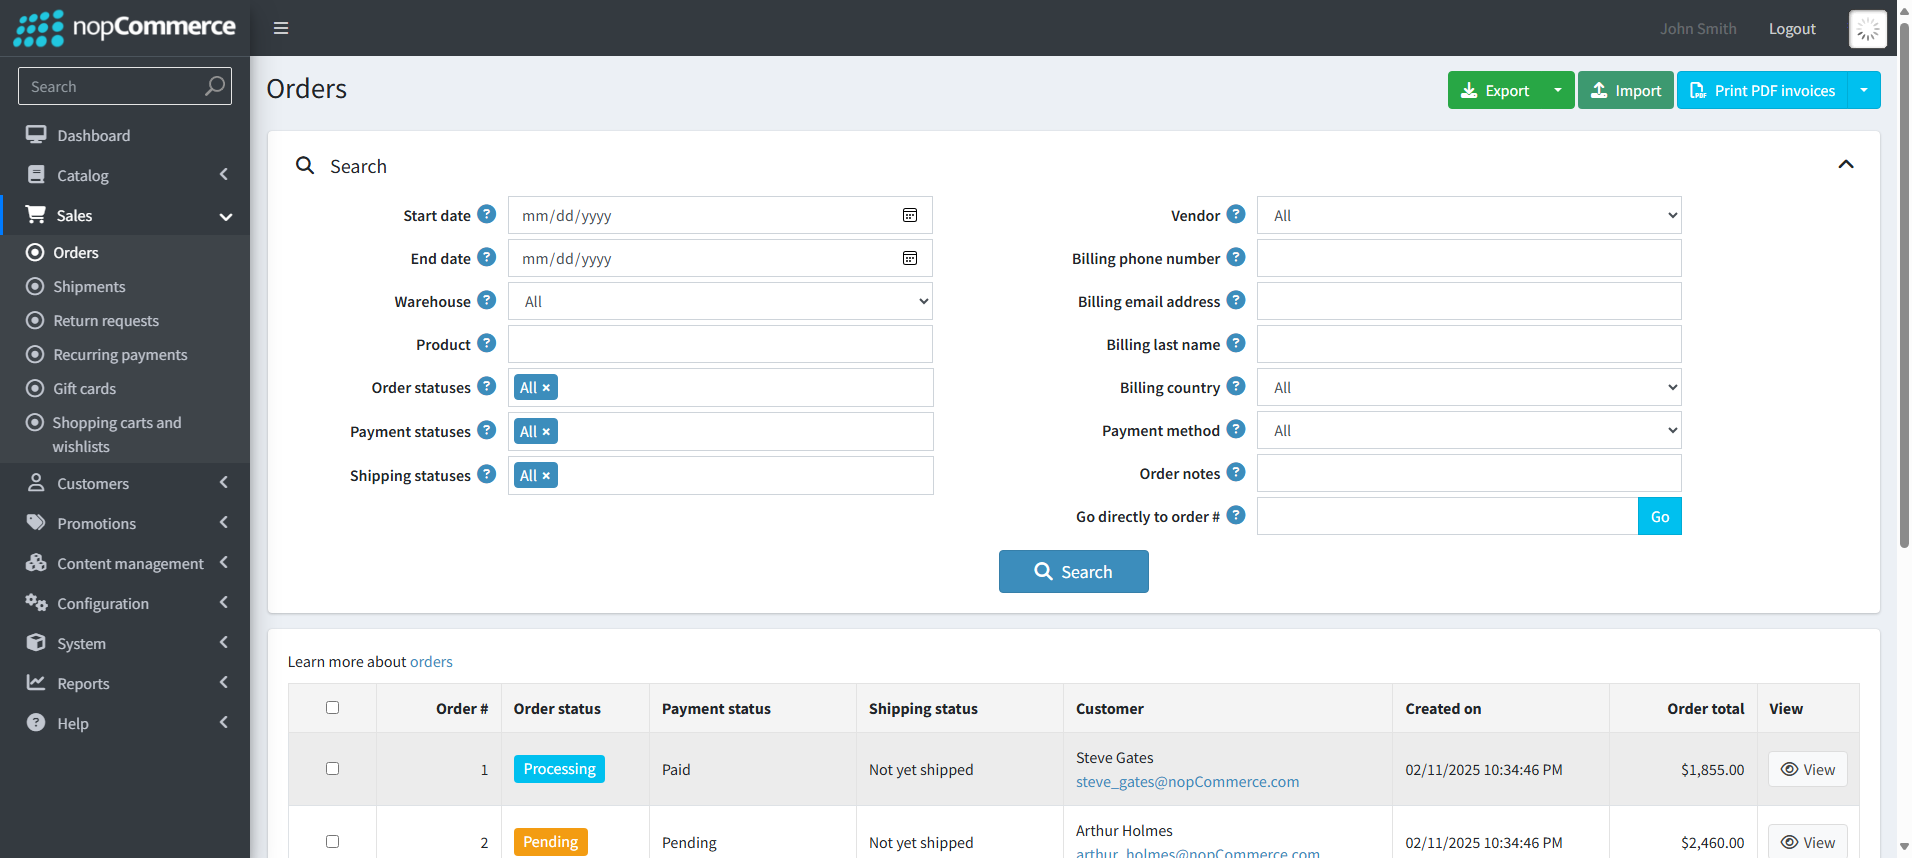 nopCommerce
John Smith
Logout
Search
Dashboard
Catalog
Sales
Orders
Shipments
Return requests
Recurring payments
Gift cards
Shopping carts and
wishlists
Customers
Promotions
Content management
Configuration
System
Reports
Help
Orders
Export
Import
Print PDF invoices
Search
Start date ? mm/dd/yyyy
End date ? mm/dd/yyyy
Warehouse ? All
Product ?
Order statuses ? All ×
Payment statuses ? All ×
Shipping statuses ? All ×
Vendor ? All
Billing phone number ?
Billing email address ?
Billing last name ?
Billing country ? All
Payment method ? All
Order notes ?
Go directly to order # ? Go
Search
Learn more about orders
Order # Order status Payment status Shipping status Customer Created on Order total View
1 Processing Paid Not yet shipped Steve Gates 02/11/2025 10:34:46 PM $1,855.00 View
steve_gates@nopCommerce.com
2 Pending Pending Not yet shipped Arthur Holmes 02/11/2025 10:34:46 PM $2,460.00 View
arthur_holmes@nopCommerce.com